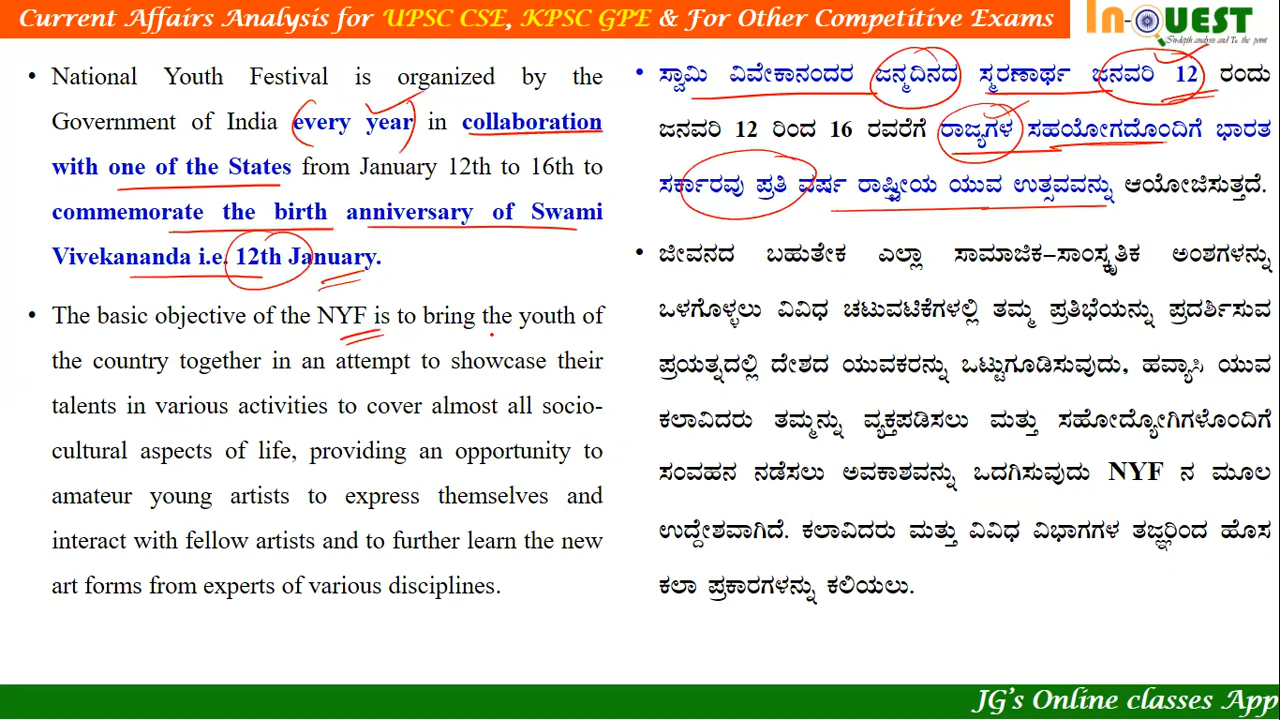 Current Affairs Analysis for UPSC CSE, KPSC GPE & For Other Competitive Exams
In-QUEST
In-depth analysis and To the point
• National Youth Festival is organized by the
Government of India every year in collaboration
with one of the States from January 12th to 16th to
commemorate the birth anniversary of Swami
Vivekananda i.e. 12th January.
• The basic objective of the NYF is to bring the youth of
the country together in an attempt to showcase their
talents in various activities to cover almost all socio-
cultural aspects of life, providing an opportunity to
amateur young artists to express themselves and
interact with fellow artists and to further learn the new
art forms from experts of various disciplines.
• ಸ್ವಾಮಿ ವಿವೇಕಾನಂದರ ಜನ್ಮದಿನದ ಸ್ಮರಣಾರ್ಥ ಜನವರಿ 12 ರಂದು
ಜನವರಿ 12 ರಿಂದ 16 ರವರೆಗೆ ರಾಜ್ಯಗಳ ಸಹಯೋಗದೊಂದಿಗೆ ಭಾರತ
ಸರ್ಕಾರವು ಪ್ರತಿ ವರ್ಷ ರಾಷ್ಟ್ರೀಯ ಯುವ ಉತ್ಸವವನ್ನು ಆಯೋಜಿಸುತ್ತದೆ.
• ಜೀವನದ ಬಹುತೇಕ ಎಲ್ಲಾ ಸಾಮಾಜಿಕ-ಸಾಂಸ್ಕೃತಿಕ ಅಂಶಗಳನ್ನು
ಒಳಗೊಳ್ಳಲು ವಿವಿಧ ಚಟುವಟಿಕೆಗಳಲ್ಲಿ ತಮ್ಮ ಪ್ರತಿಭೆಯನ್ನು ಪ್ರದರ್ಶಿಸುವ
ಪ್ರಯತ್ನದಲ್ಲಿ ದೇಶದ ಯುವಕರನ್ನು ಒಟ್ಟುಗೂಡಿಸುವುದು, ಹವ್ಯಾಸಿ ಯುವ
ಕಲಾವಿದರು ತಮ್ಮನ್ನು ವ್ಯಕ್ತಪಡಿಸಲು ಮತ್ತು ಸಹೋದ್ಯೋಗಿಗಳೊಂದಿಗೆ
ಸಂವಹನ ನಡೆಸಲು ಅವಕಾಶವನ್ನು ಒದಗಿಸುವುದು NYF ನ ಮೂಲ
ಉದ್ದೇಶವಾಗಿದೆ. ಕಲಾವಿದರು ಮತ್ತು ವಿವಿಧ ವಿಭಾಗಗಳ ತಜ್ಞರಿಂದ ಹೊಸ
ಕಲಾ ಪ್ರಕಾರಗಳನ್ನು ಕಲಿಯಲು.
JG's Online classes App